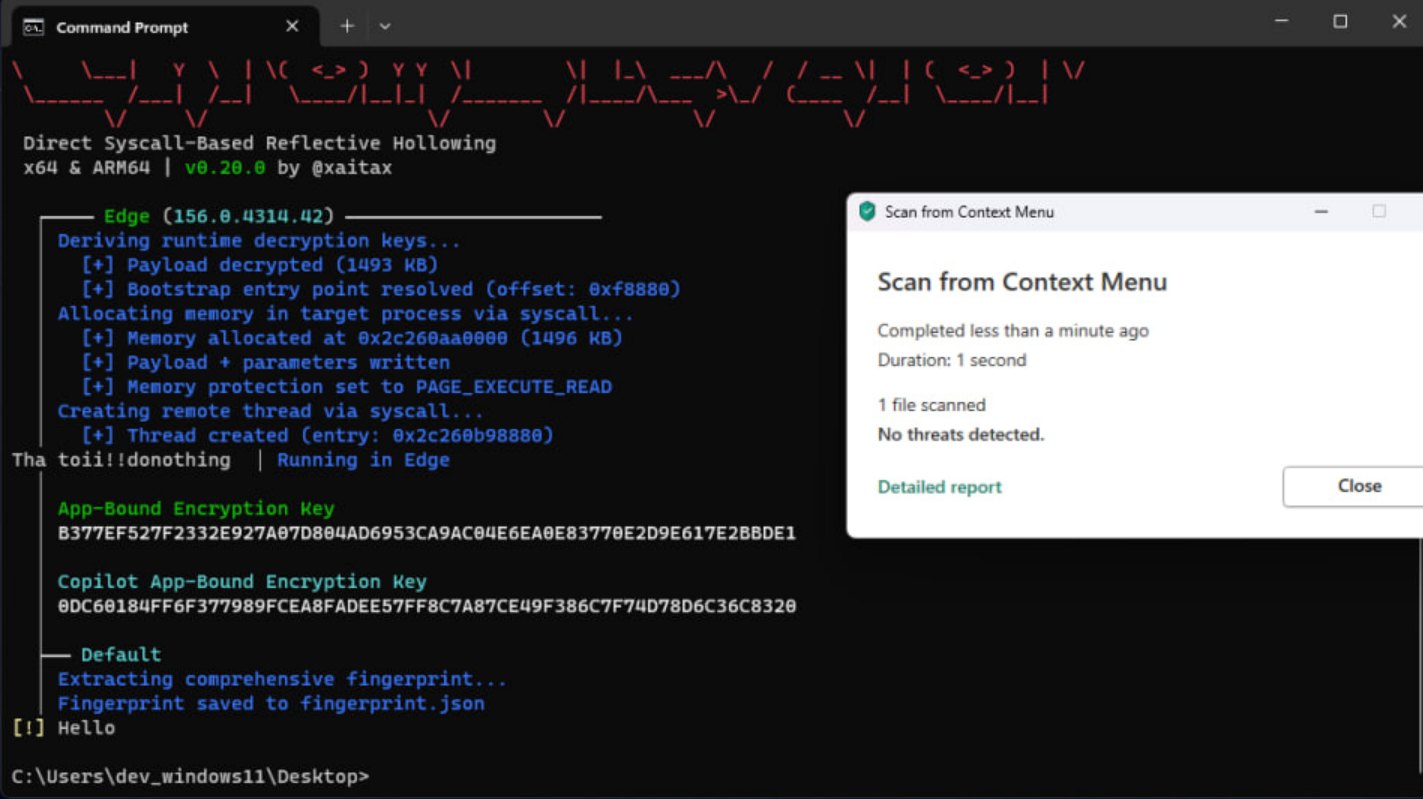 Command Prompt
Direct Syscall-Based Reflective Hollowing
x64 & ARM64 | v0.20.0 by @xaitax
Edge (156.0.4314.42)
Deriving runtime decryption keys...
[+] Payload decrypted (1493 KB)
[+] Bootstrap entry point resolved (offset: 0xf8880)
Allocating memory in target process via syscall...
[+] Memory allocated at 0x2c260aa0000 (1496 KB)
[+] Payload + parameters written
[+] Memory protection set to PAGE_EXECUTE_READ
Creating remote thread via syscall...
[+] Thread created (entry: 0x2c260b98880)
Tha toii!!donothing | Running in Edge
App-Bound Encryption Key
B377EF527F2332E927A07D804AD6953CA9AC04E6EA0E83770E2D9E617E2BBDE1
Copilot App-Bound Encryption Key
0DC60184FF6F377989FCEA8FADEE57FF8C7A87CE49F386C7F74D78D6C36C8320
Default
Extracting comprehensive fingerprint...
Fingerprint saved to fingerprint.json
[!] Hello
C:\Users\dev_windows11\Desktop>
Scan from Context Menu
Scan from Context Menu
Completed less than a minute ago
Duration: 1 second
1 file scanned
No threats detected.
Detailed report
Close